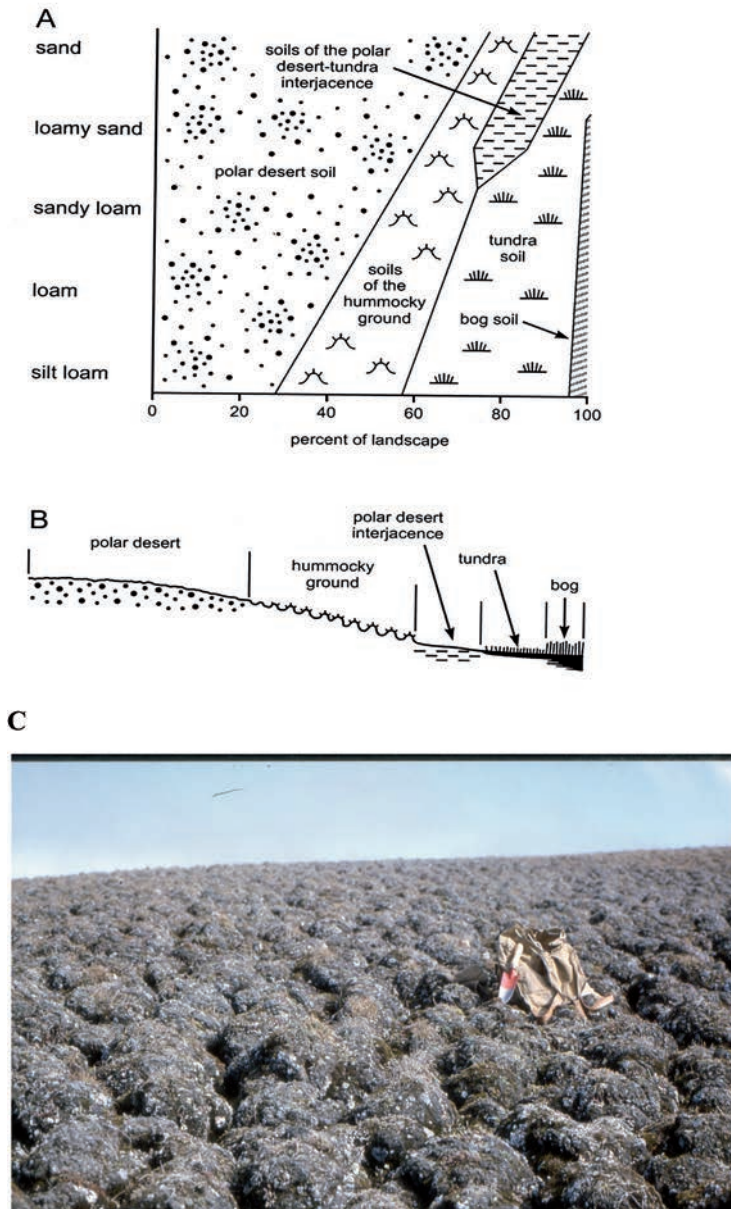 A
sand
soils of the polar
desert-tundra
interjacence
loamy sand
polar desert soil
sandy loam
tundra
soil
loam
soils
of the
hummocky
ground
bog soil
silt loam
0
20
40
60
80
100
percent of landscape
B
polar desert
polar desert
interjacence
hummocky
ground
tundra
bog
C